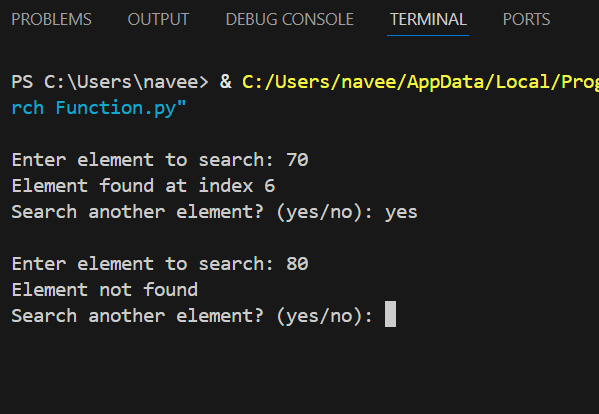 PROBLEMS OUTPUT DEBUG CONSOLE TERMINAL PORTS
PS C:\Users\navee> & C:/Users/navee/AppData/Local/Prog
rch Function.py"
Enter element to search: 70
Element found at index 6
Search another element? (yes/no): yes
Enter element to search: 80
Element not found
Search another element? (yes/no):